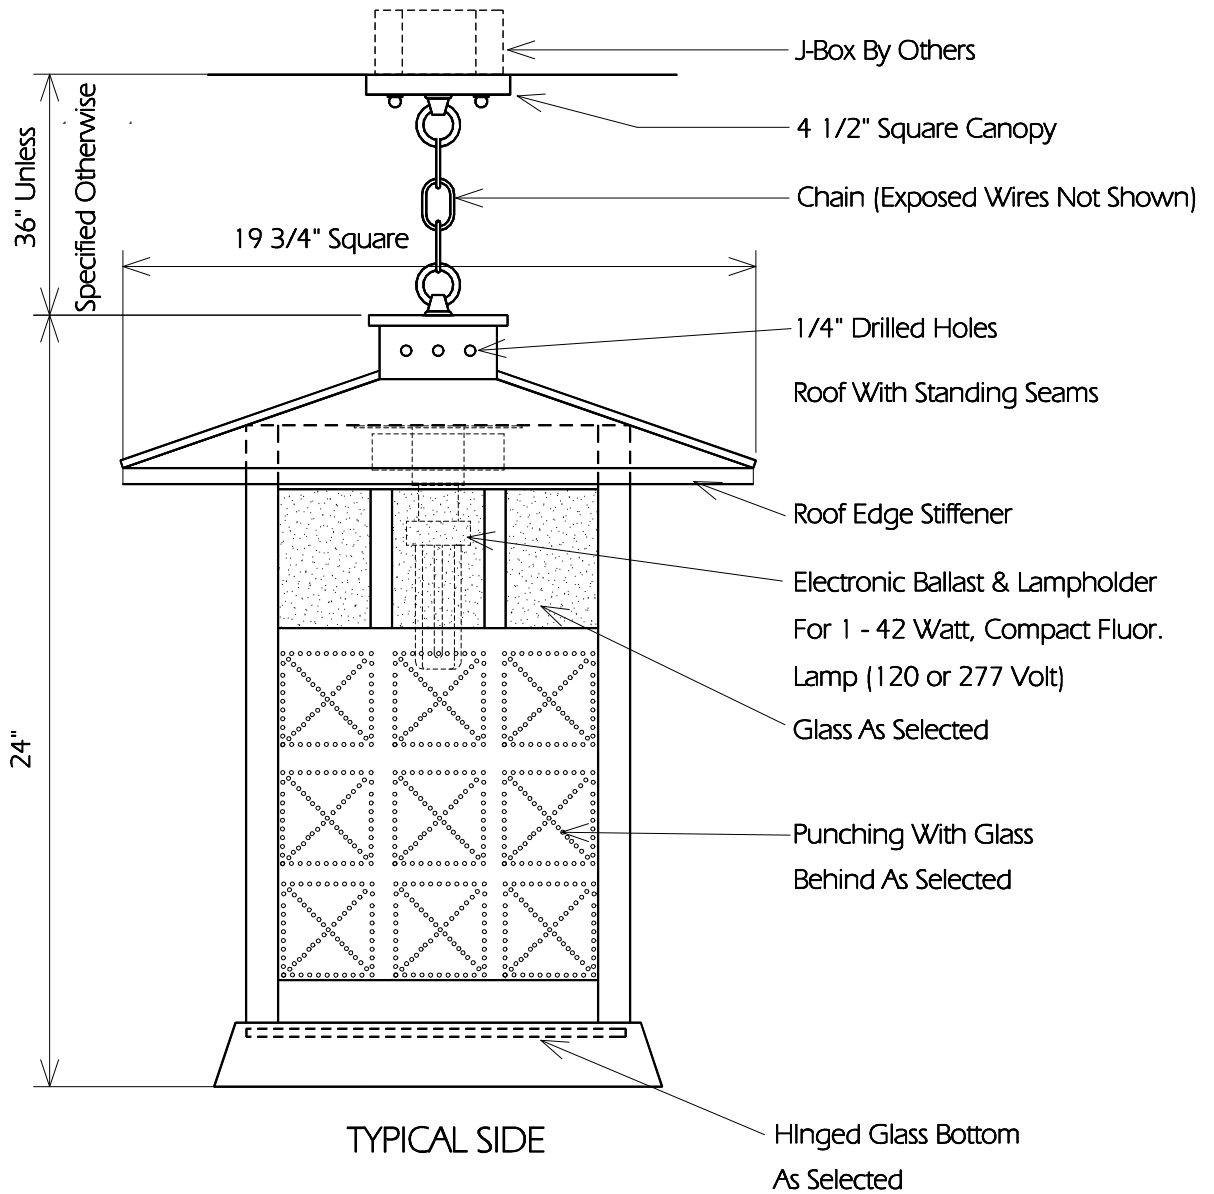 J-Box By Others
4 1/2" Square Canopy
Chain (Exposed Wires Not Shown)
36" Unless
Specified Otherwise
19 3/4" Square
1/4" Drilled Holes
Roof With Standing Seams
Roof Edge Stiffener
Electronic Ballast & Lampholder
For 1 - 42 Watt, Compact Fluor.
Lamp (120 or 277 Volt)
Glass As Selected
24"
Punching With Glass
Behind As Selected
TYPICAL SIDE
HInged Glass Bottom
As Selected